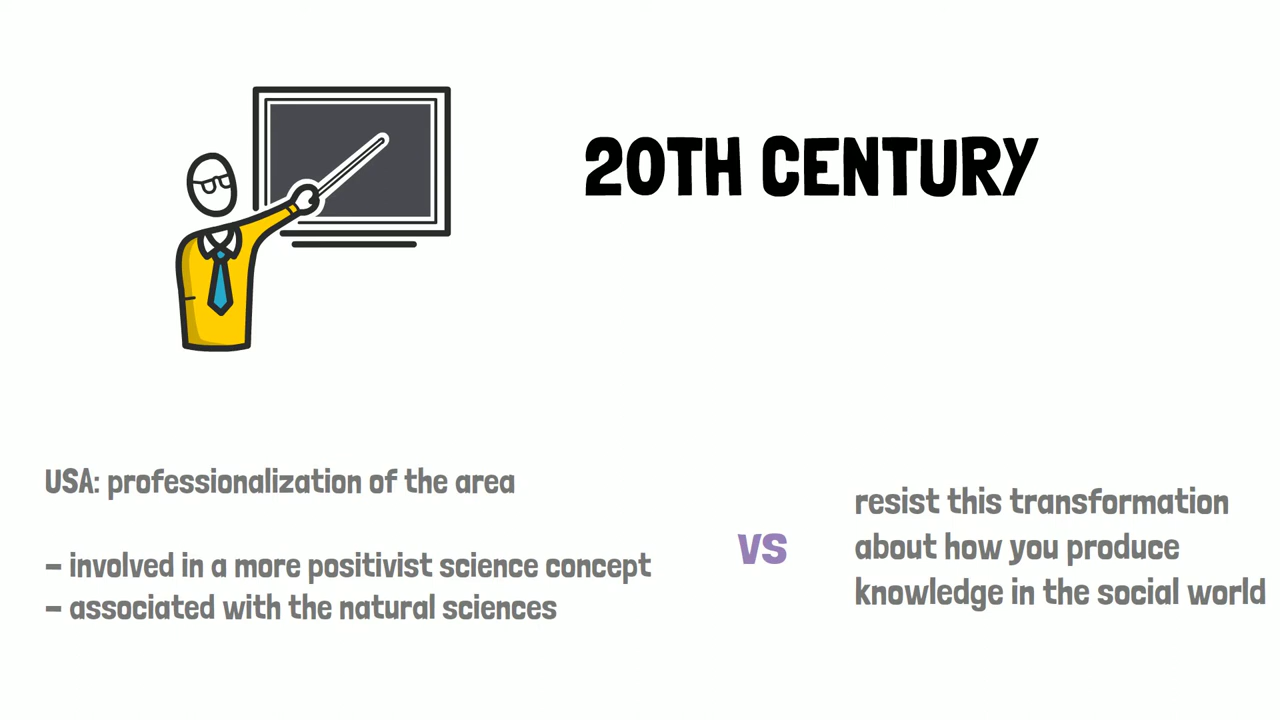 20TH CENTURY
USA: professionalization of the area
– involved in a more positivist science concept
– associated with the natural sciences
VS
resist this transformation
about how you produce
knowledge in the social world